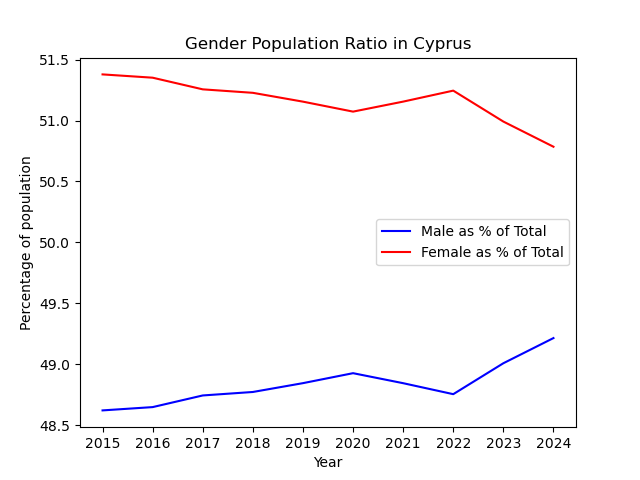 Gender Population Ratio in Cyprus
51.5
51.0
50.5
50.0
49.5
49.0
48.5
Percentage of population
Male as % of Total
Female as % of Total
2015 2016 2017 2018 2019 2020 2021 2022 2023 2024
Year